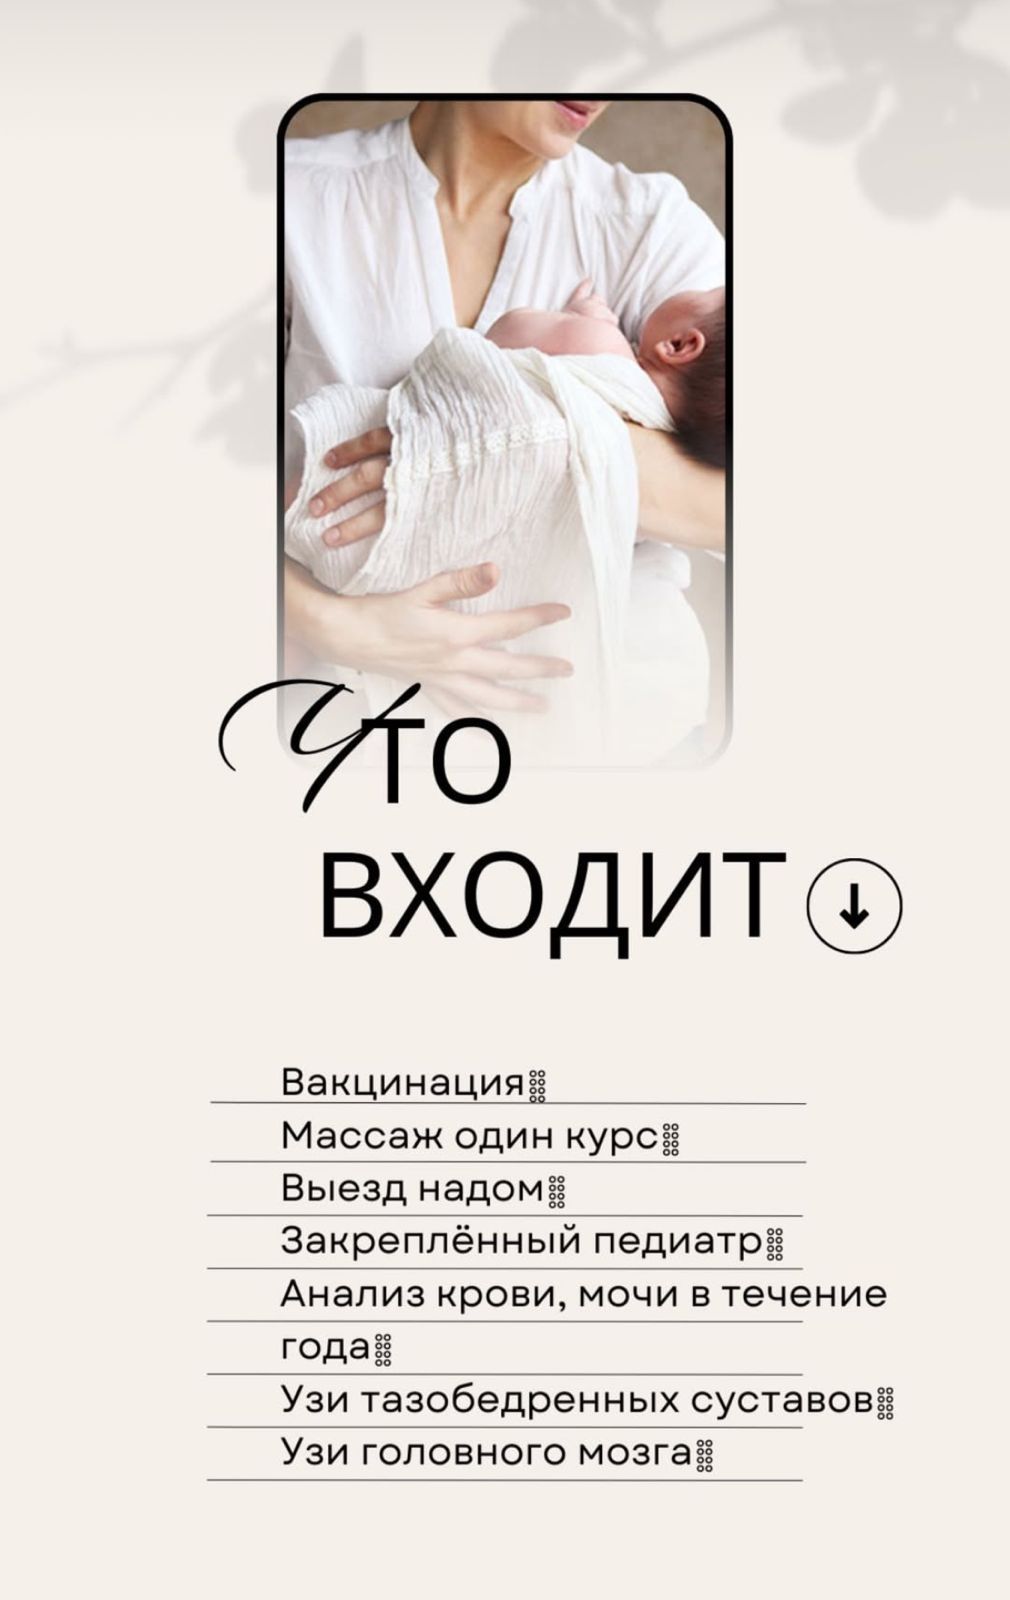 Что
ВХОДИТ
Вакцинация
Массаж один курс
Выезд надом
Закреплённый педиатр
Анализ крови, мочи в течение
года
Узи тазобедренных суставов
Узи головного мозга